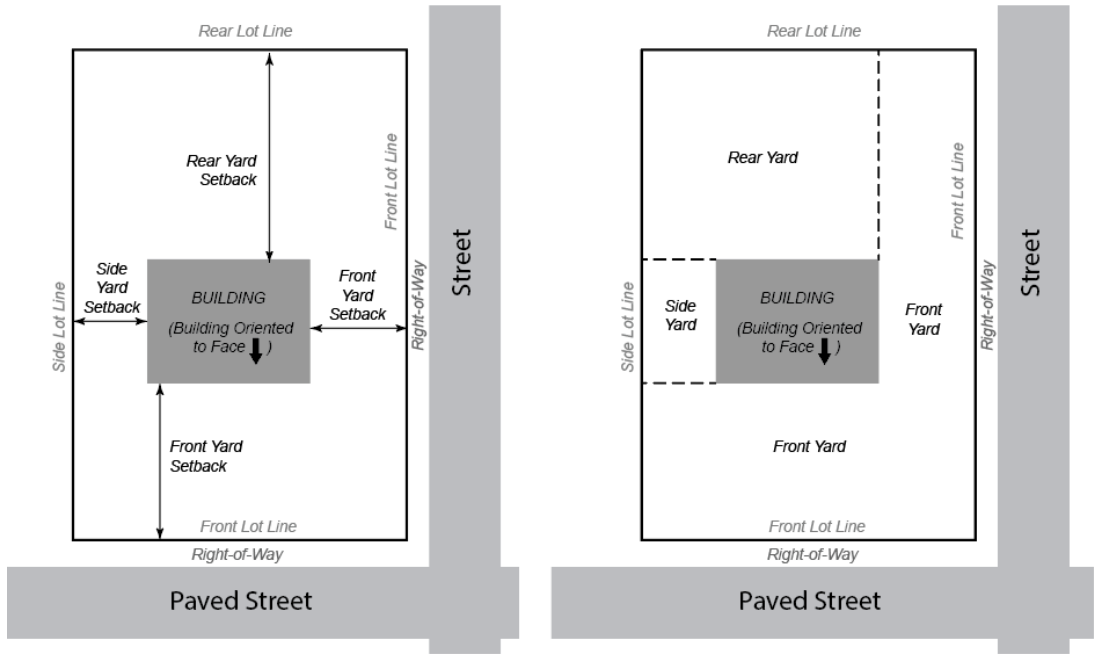 Rear Lot Line
Rear Yard
Setback
Front Lot Line
Street
Side
Yard
Setback
BUILDING
(Building Oriented
to Face )
Front
Yard
Setback
Side Lot Line
Right-of-Way
Front Yard
Setback
Front Lot Line
Right-of-Way
Paved Street
Rear Lot Line
Rear Yard
Front Lot Line
Street
Side
Yard
BUILDING
(Building Oriented
to Face )
Front
Yard
Side Lot Line
Right-of-Way
Front Yard
Front Lot Line
Right-of-Way
Paved Street